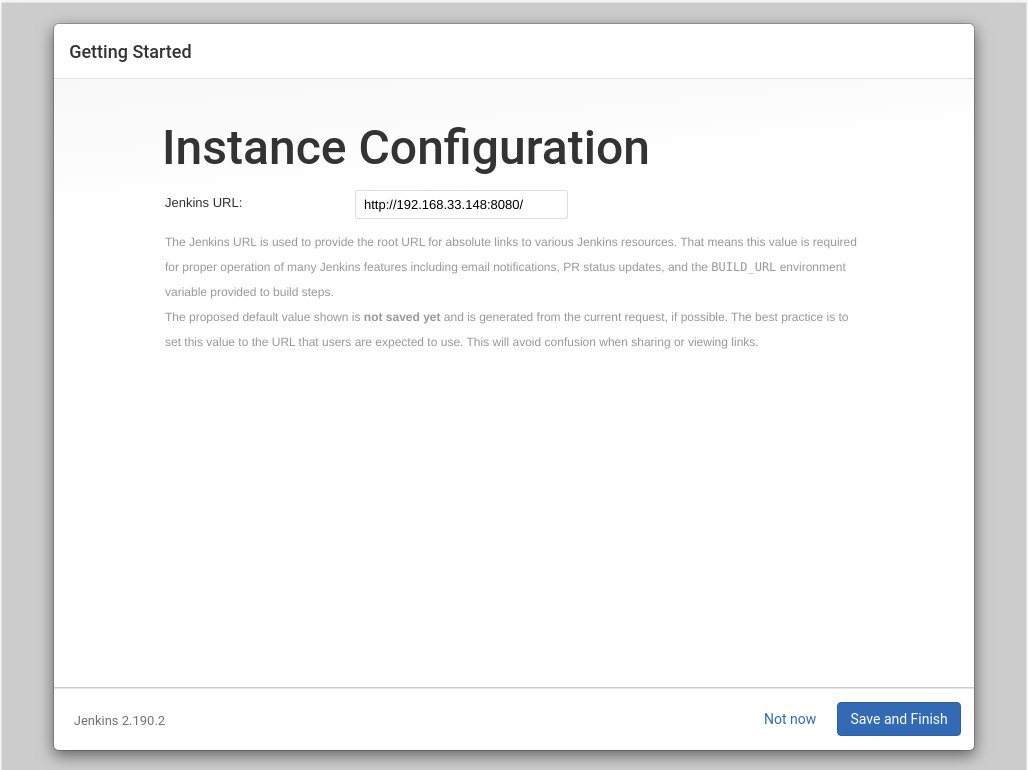 Getting Started
Instance Configuration
Jenkins URL: http://192.168.33.148:8080/
The Jenkins URL is used to provide the root URL for absolute links to various Jenkins resources. That means this value is required
for proper operation of many Jenkins features including email notifications, PR status updates, and the BUILD_URL environment
variable provided to build steps.
The proposed default value shown is not saved yet and is generated from the current request, if possible. The best practice is to
set this value to the URL that users are expected to use. This will avoid confusion when sharing or viewing links.
Jenkins 2.190.2 Not now Save and Finish